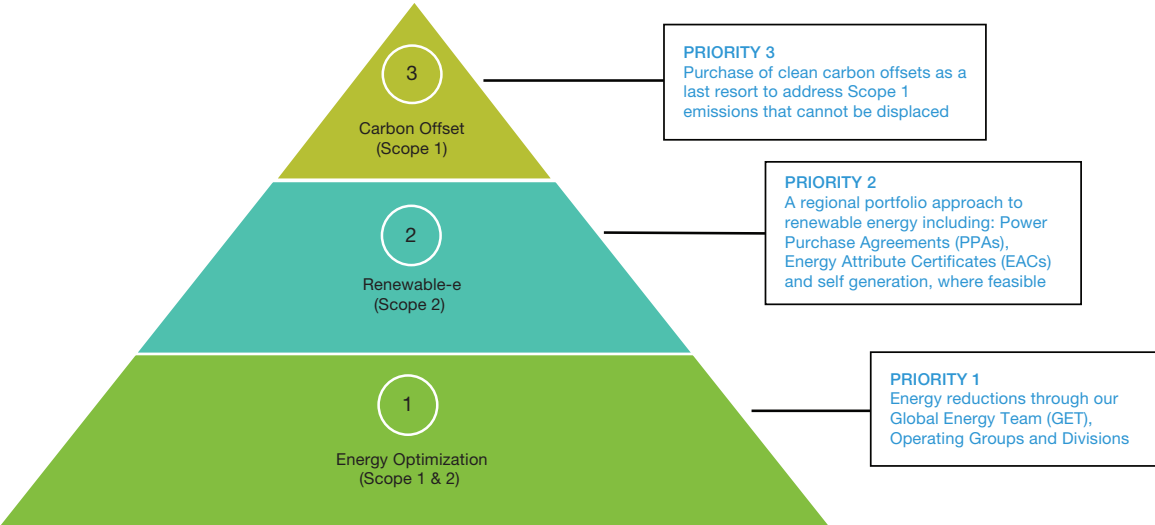 3
Carbon Offset
(Scope 1)
PRIORITY 3
Purchase of clean carbon offsets as a
last resort to address Scope 1
emissions that cannot be displaced
2
Renewable-e
(Scope 2)
PRIORITY 2
A regional portfolio approach to
renewable energy including: Power
Purchase Agreements (PPAs),
Energy Attribute Certificates (EACs)
and self generation, where feasible
1
Energy Optimization
(Scope 1 & 2)
PRIORITY 1
Energy reductions through our
Global Energy Team (GET),
Operating Groups and Divisions